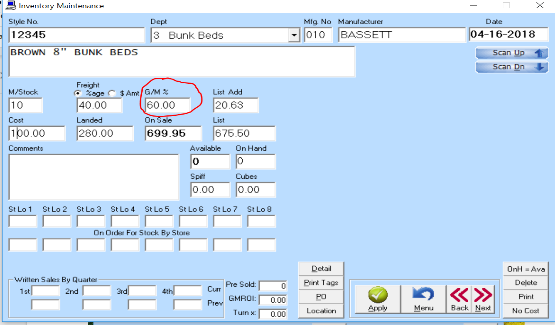 Inventory Maintenance
Style No. Dept Mfg. No Manufacturer Date
12345 3 Bunk Beds 010 BASSETT 04-16-2018
BROWN 8" BUNK BEDS
Scan Up
Scan Dn
M/Stock Freight %age $ Amt G/M % List Add
10 40.00 60.00 20.63
Cost Landed On Sale List
100.00 280.00 699.95 675.50
Comments Available On Hand
0 0
Spiff Cubes
0.00 0.00
St Lo 1 St Lo 2 St Lo 3 St Lo 4 St Lo 5 St Lo 6 St Lo 7 St Lo 8
On Order For Stock By Store
Written Sales By Quarter
1st 2nd 3rd 4th Curr
Prev
Pre Sold: 0
GMROI: 0.00
Turn x: 0.00
Detail
Print Tags
PO
Location
Apply Menu Back Next
OnH = Ava
Delete
Print
No Cost